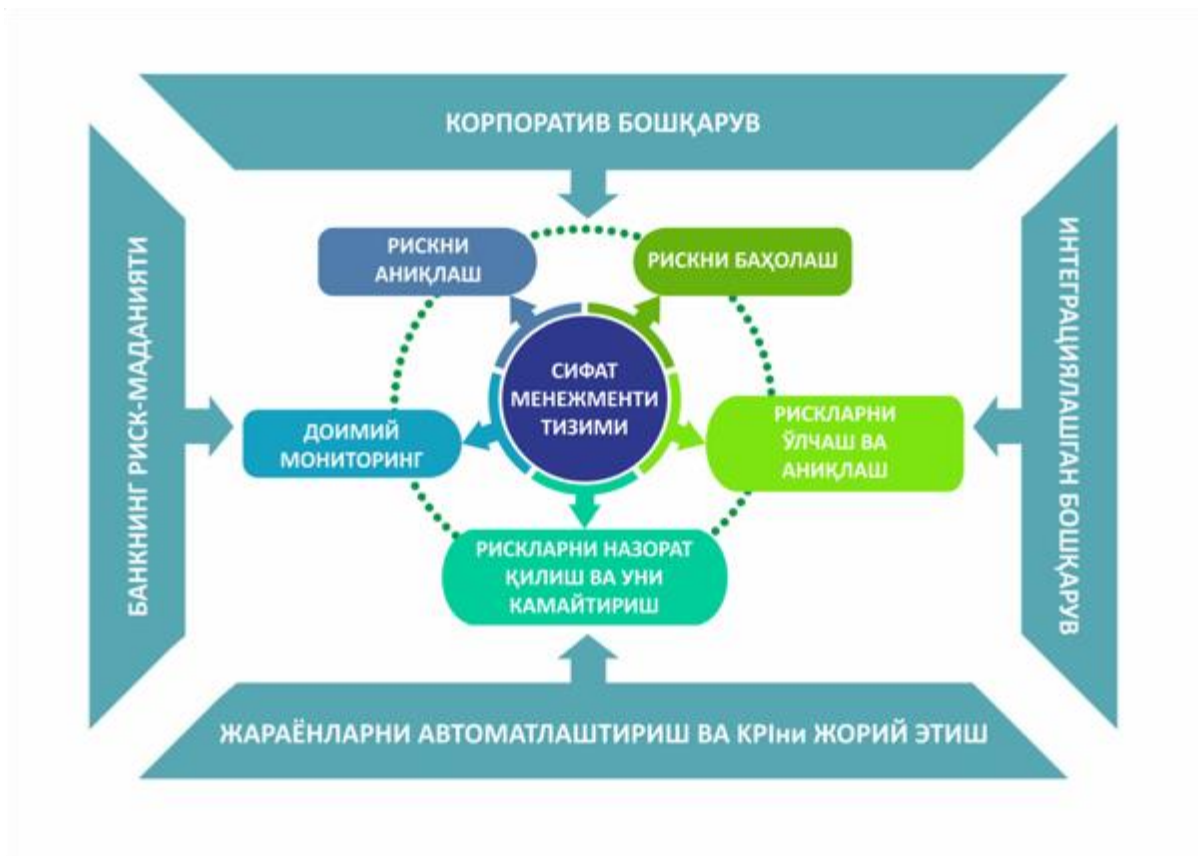 КОРПОРАТИВ БОШҚАРУВ
БАНКНИНГ РИСК-МАДАНИЯТИ
ИНТЕГРАЦИЯЛАШГАН БОШҚАРУВ
РИСКНИ
АНИҚЛАШ
РИСКНИ БАҲОЛАШ
СИФАТ
МЕНЕЖМЕНТИ
ТИЗИМИ
ДОИМИЙ
МОНИТОРИНГ
РИСКЛАРНИ
ЎЛЧАШ ВА
АНИҚЛАШ
РИСКЛАРНИ НАЗОРАТ
ҚИЛИШ ВА УНИ
КАМАЙТИРИШ
ЖАРАЁНЛАРНИ АВТОМАТЛАШТИРИШ ВА KPIни ЖОРИЙ ЭТИШ